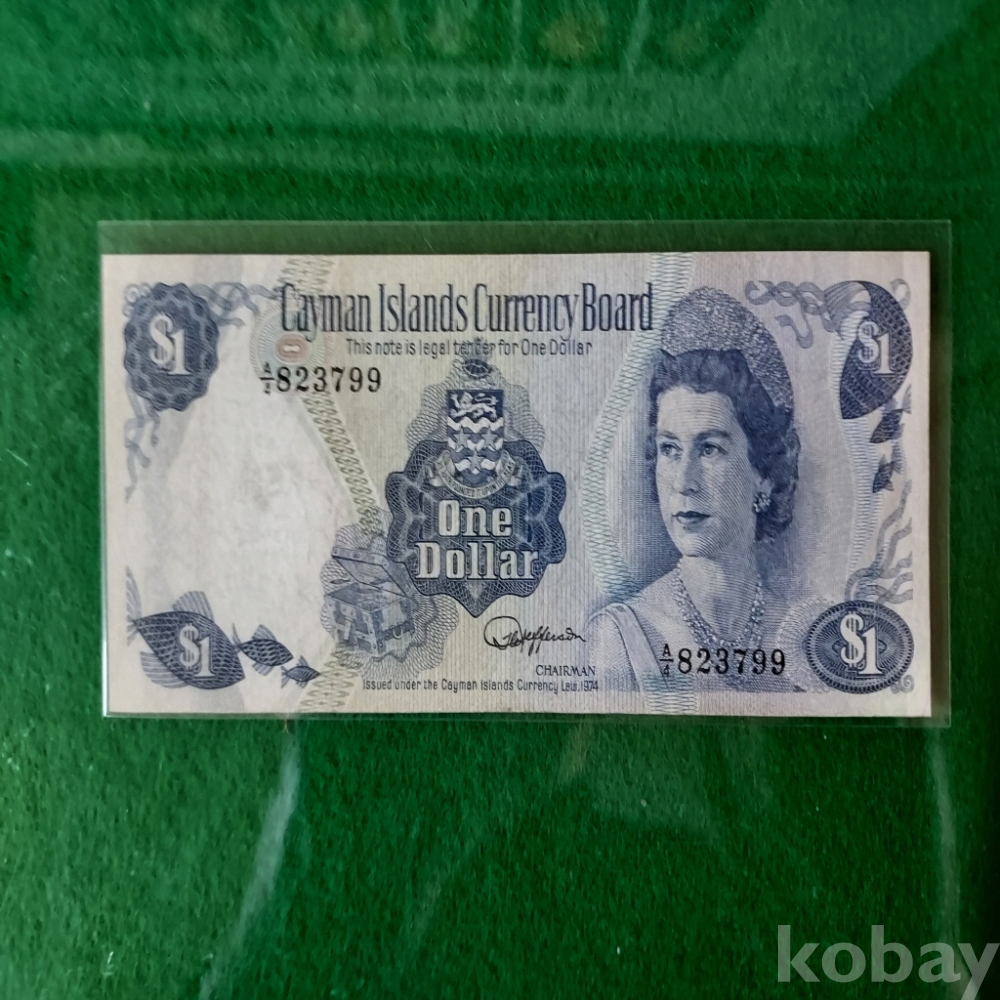 $1
Cayman Islands Currency Board
This note is legal tender for One Dollar
A/4 823799
$1
One
Dollar
$1
CHAIRMAN
A/4 823799
$1
Issued under the Cayman Islands Currency Law, 1974
kobay